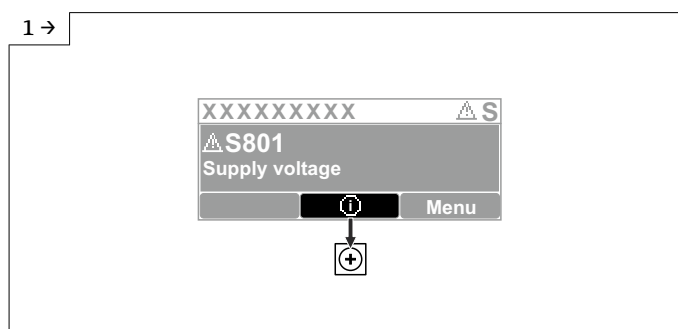 1 →
XXXXXXXXX ⚠ S
⚠S801
Supply voltage
ⓘ Menu
+